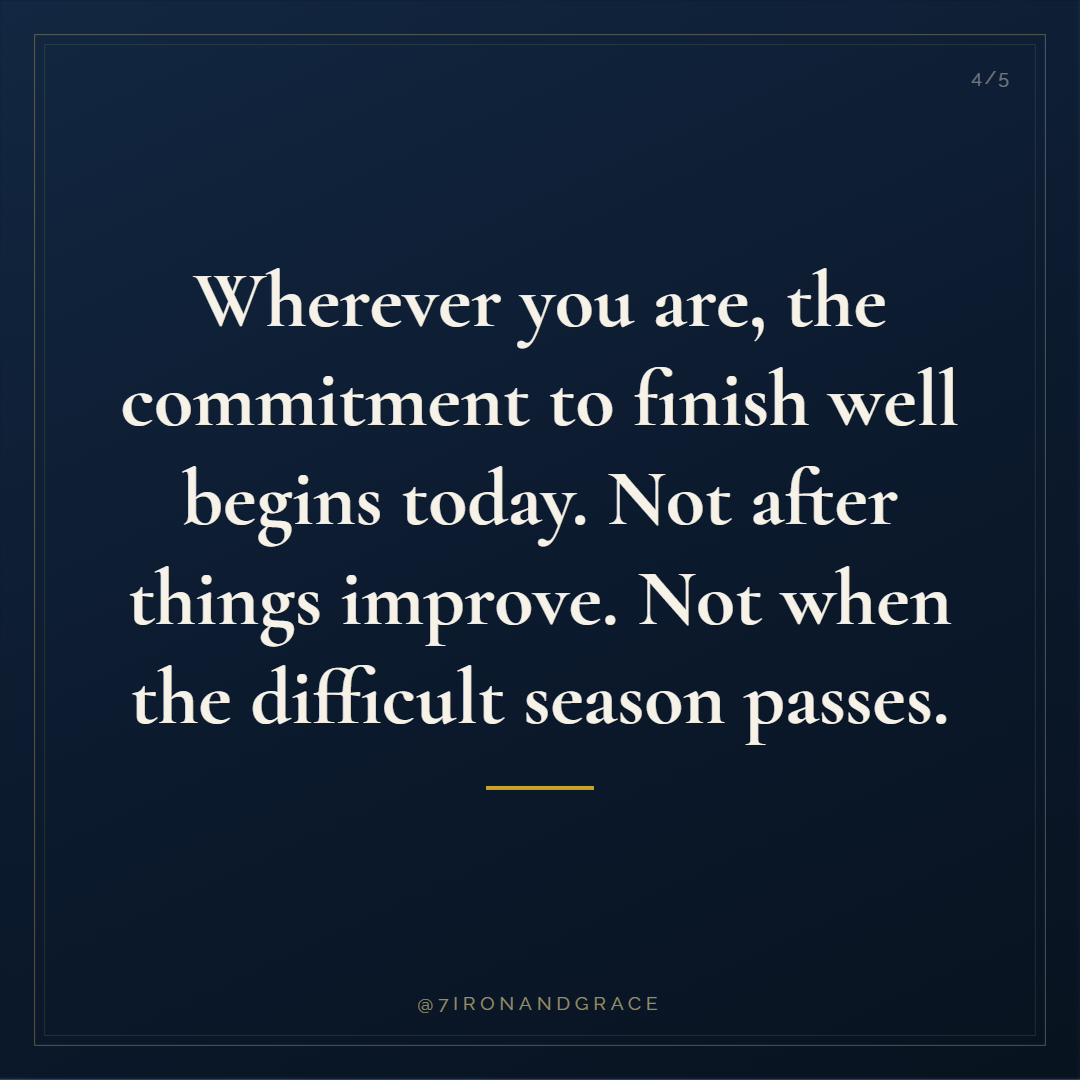 4/5
Wherever you are, the
commitment to finish well
begins today. Not after
things improve. Not when
the difficult season passes.
@7IRONANDGRACE